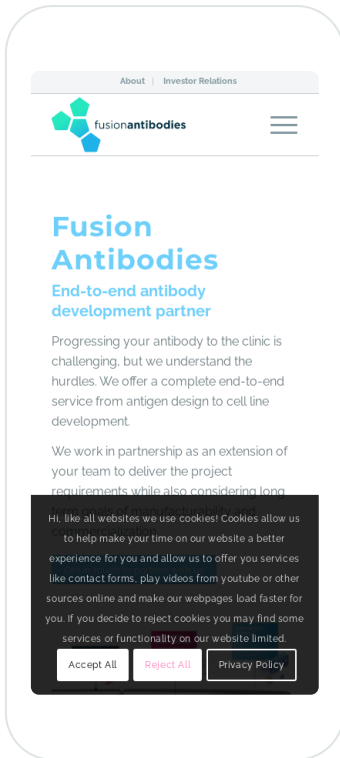 About | Investor Relations
fusionantibodies
Fusion
Antibodies
End-to-end antibody
development partner
Progressing your antibody to the clinic is
challenging, but we understand the
hurdles. We offer a complete end-to-end
service from antigen design to cell line
development.
We work in partnership as an extension of
your team to deliver the project
requirements while also considering long
term goals of manufacturability and
commercialization.
Hi, like all websites we use cookies! Cookies allow us
to help make your time on our website a better
experience for you and allow us to offer you services
like contact forms, play videos from youtube or other
sources online and make our webpages load faster for
you. If you decide to reject cookies you may find some
services or functionality on our website limited.
Accept All Reject All Privacy Policy